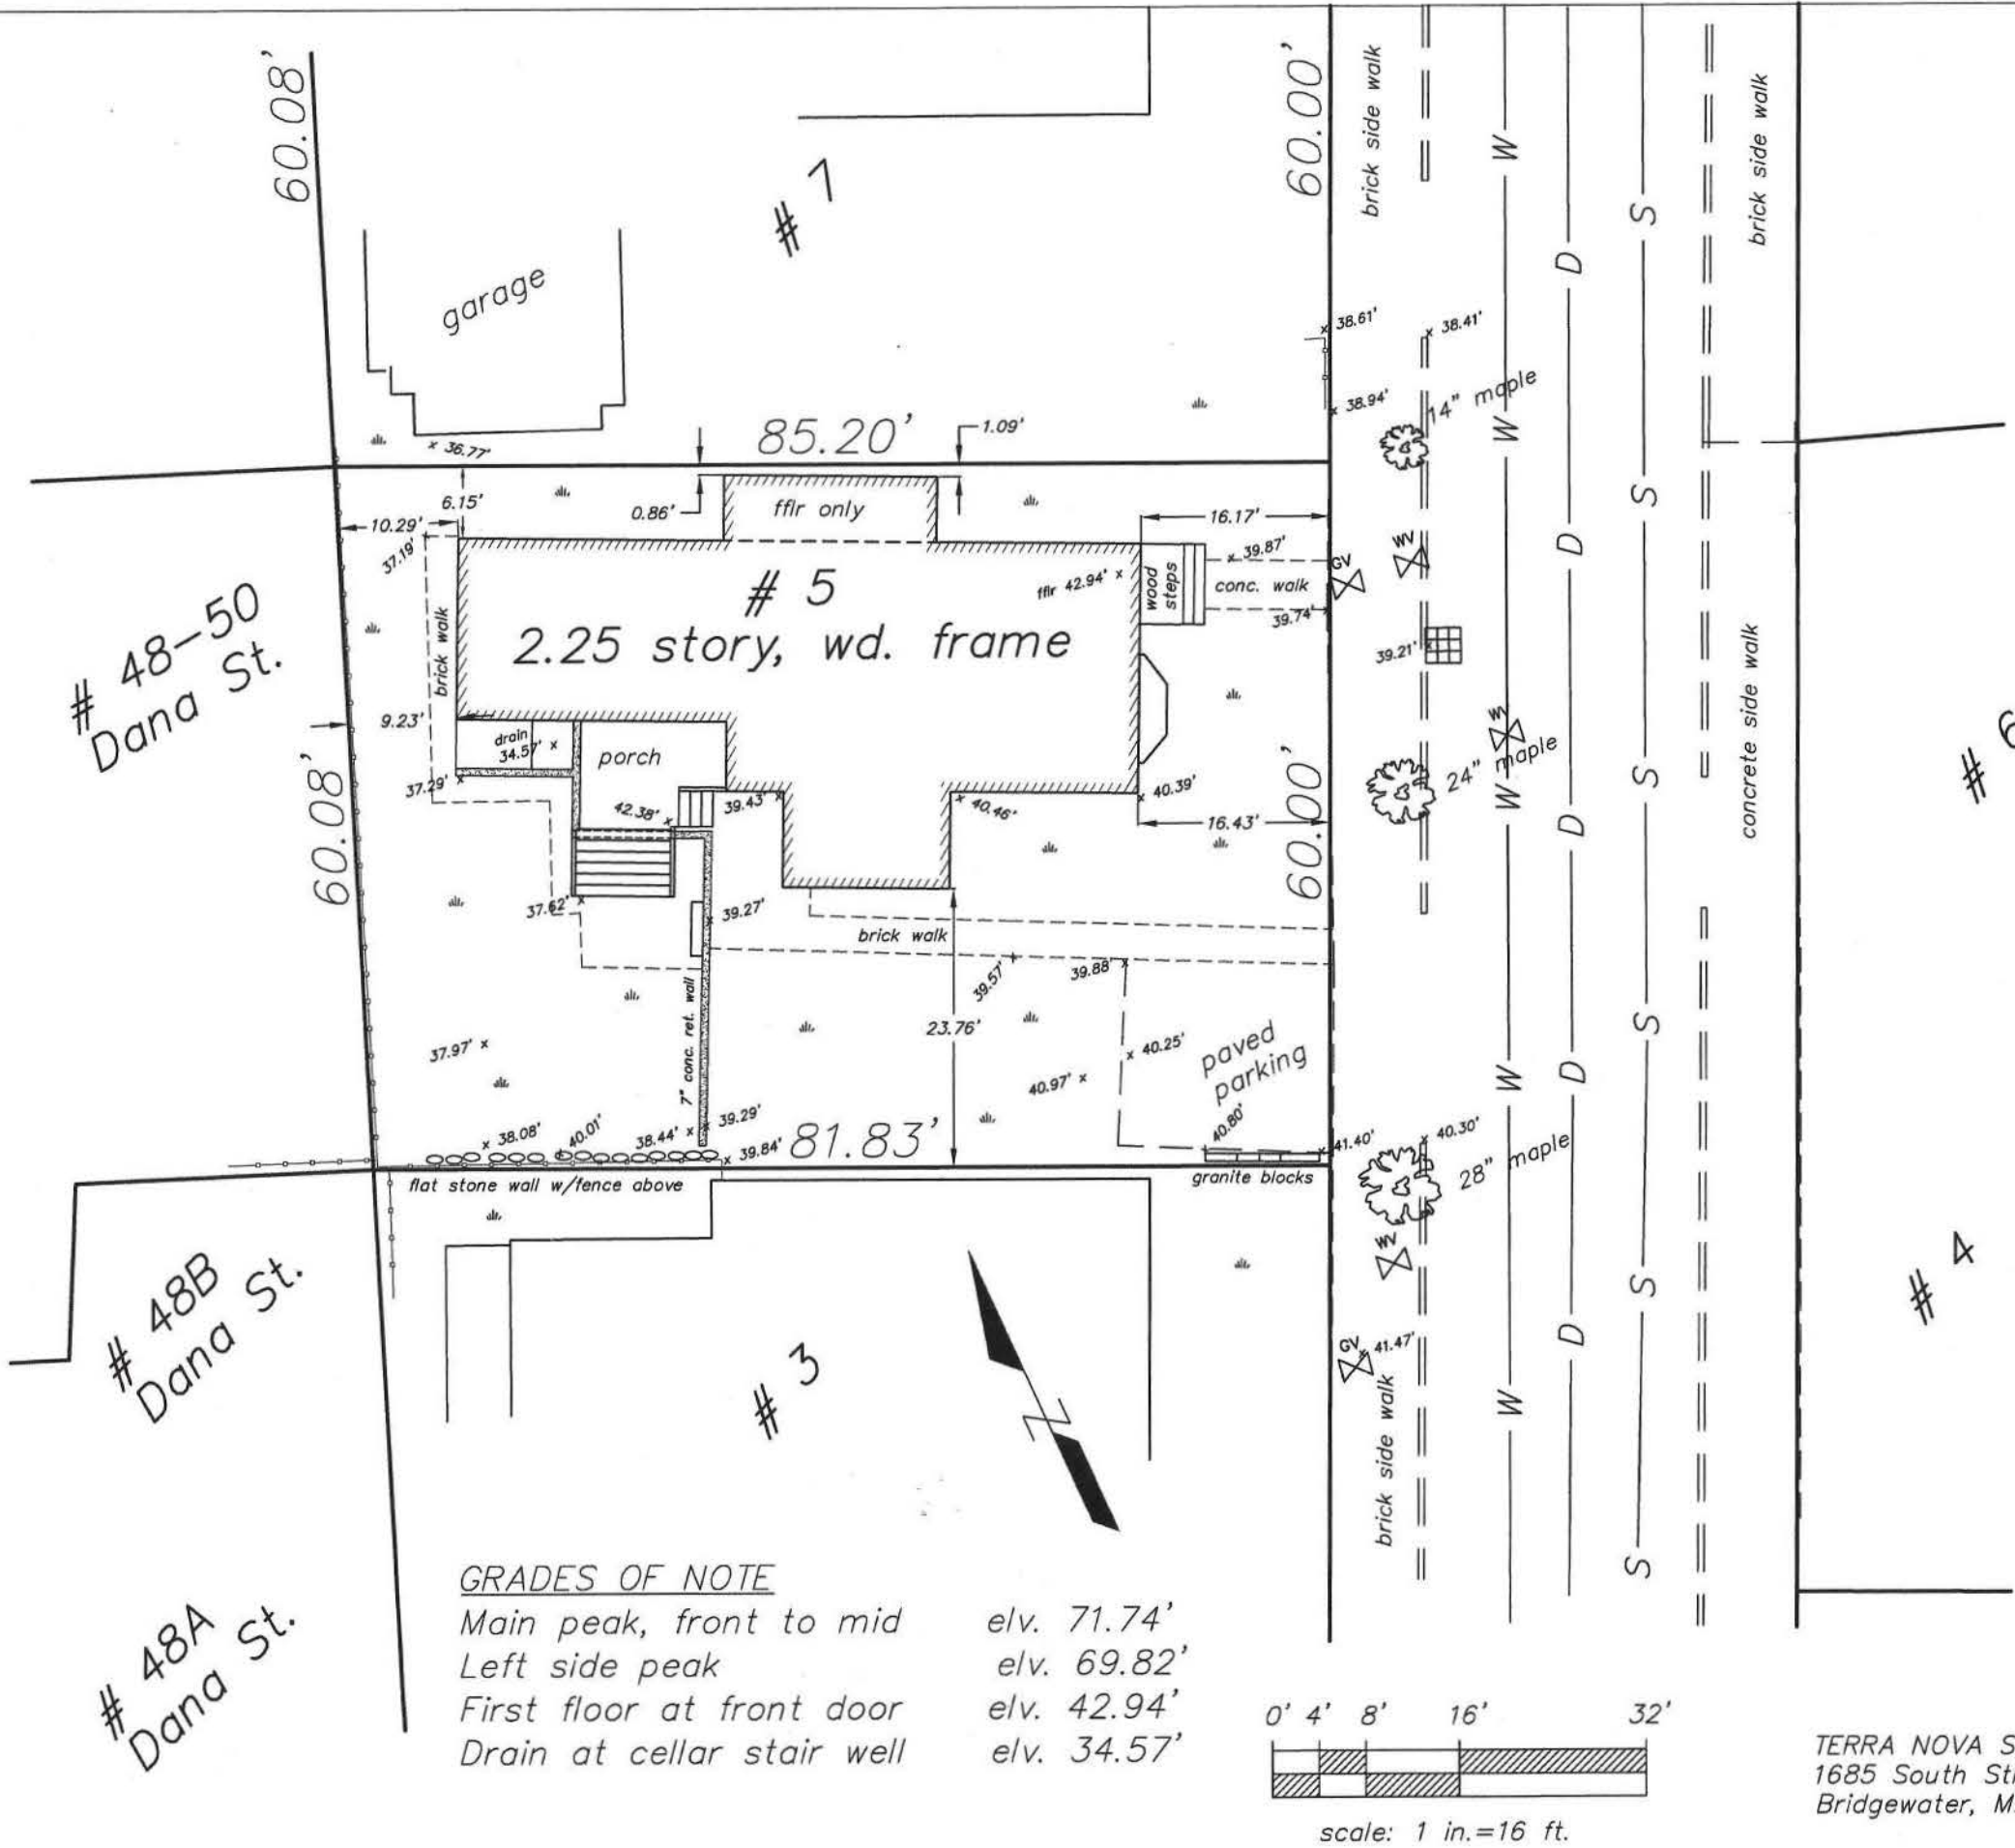 60.08'
60.00'
brick side walk
brick side walk
W
S
# 7
garage
D
38.61'
38.41'
14" maple
38.94'
W
85.20'
1.09'
36.77'
6.15'
0.86'
fflr only
10.29'
16.17'
S
37.19'
39.87'
GV
WV
D
# 5
fflr 42.94'
wood
steps
conc. walk
39.74'
2.25 story, wd. frame
brick walk
39.21'
# 48-50
Dana St.
concrete side walk
9.23'
drain
34.57'
porch
W
24" maple
S
# 6
60.08'
37.29'
42.38'
39.43'
40.46'
40.39'
16.43'
60.00'
W
D
37.62'
39.27'
brick walk
39.57'
39.88'
23.76'
7" conc. ret. wall
37.97'
40.25'
40.97'
paved
parking
S
W
D
38.08'
40.01'
38.44'
39.29'
39.84'
81.83'
40.80'
41.40'
40.30'
28" maple
flat stone wall w/fence above
granite blocks
# 48B
Dana St.
S
# 4
GV
41.47'
D
# 3
N
W
brick side walk
S
# 48A
Dana St.
GRADES OF NOTE
Main peak, front to mid elv. 71.74'
Left side peak elv. 69.82'
First floor at front door elv. 42.94'
Drain at cellar stair well elv. 34.57'
0' 4' 8' 16' 32'
scale: 1 in.=16 ft.
TERRA NOVA S
1685 South St
Bridgewater, M